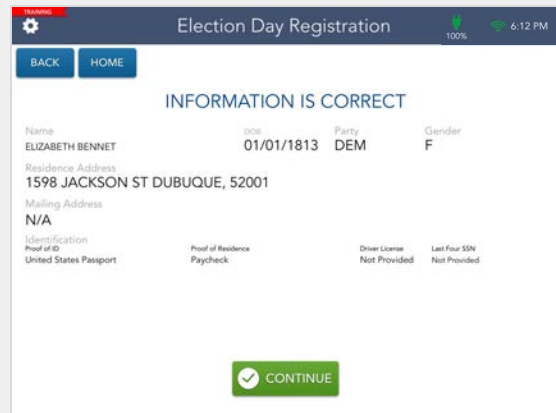 TRAINING
Election Day Registration
100%
6:12 PM
BACK HOME
INFORMATION IS CORRECT
Name DOB Party Gender
ELIZABETH BENNET 01/01/1813 DEM F
Residence Address
1598 JACKSON ST DUBUQUE, 52001
Mailing Address
N/A
Identification
Proof of ID Proof of Residence Driver License Last Four SSN
United States Passport Paycheck Not Provided Not Provided
CONTINUE